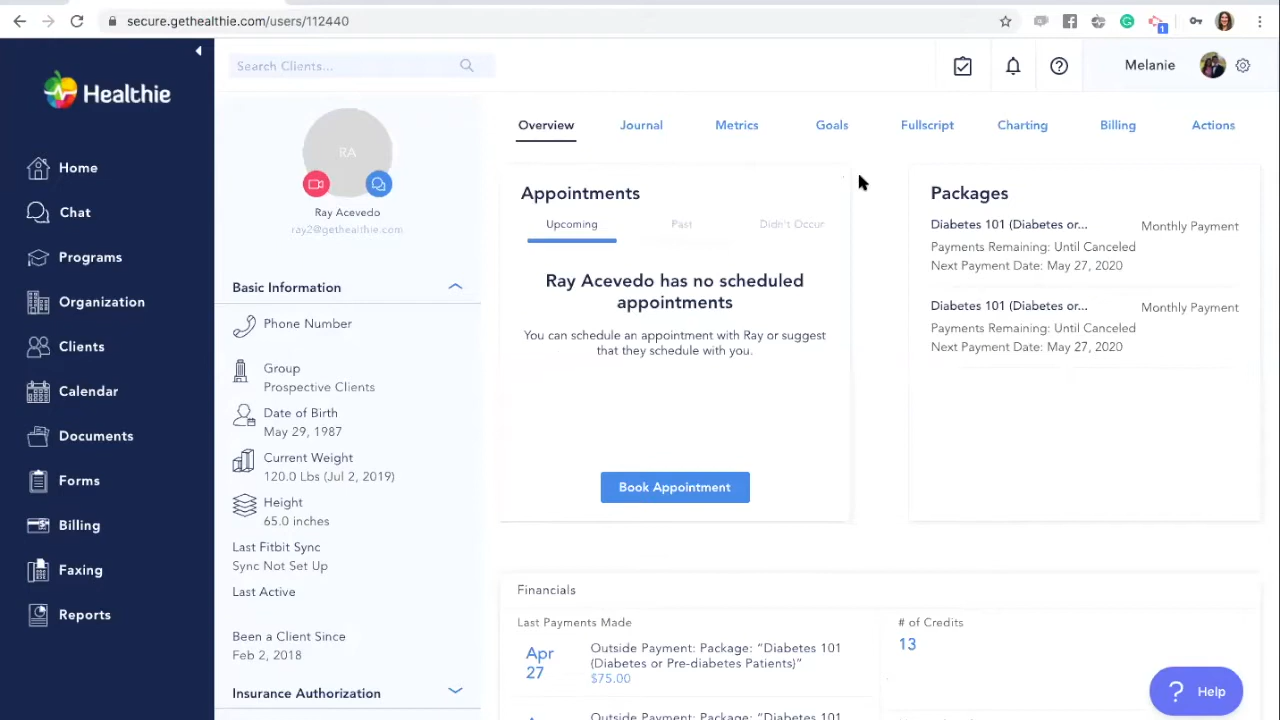 secure.gethealthie.com/users/112440
1
Healthie
Home
Chat
Programs
Organization
Clients
Calendar
Documents
Forms
Billing
Faxing
Reports
Search Clients...
Melanie
RA
Ray Acevedo
ray2@gethealthie.com
Basic Information
Phone Number
Group
Prospective Clients
Date of Birth
May 29, 1987
Current Weight
120.0 Lbs (Jul 2, 2019)
Height
65.0 inches
Last Fitbit Sync
Sync Not Set Up
Last Active
Been a Client Since
Feb 2, 2018
Insurance Authorization
Overview Journal Metrics Goals Fullscript Charting Billing Actions
Appointments
Upcoming Past Didn't Occur
Ray Acevedo has no scheduled
appointments
You can schedule an appointment with Ray or suggest
that they schedule with you.
Book Appointment
Packages
Diabetes 101 (Diabetes or... Monthly Payment
Payments Remaining: Until Canceled
Next Payment Date: May 27, 2020
Diabetes 101 (Diabetes or... Monthly Payment
Payments Remaining: Until Canceled
Next Payment Date: May 27, 2020
Financials
Last Payments Made
Apr
27
Outside Payment: Package: “Diabetes 101
(Diabetes or Pre-diabetes Patients)”
$75.00
Outside Payment: Package: “Diabetes 101
# of Credits
13
? Help